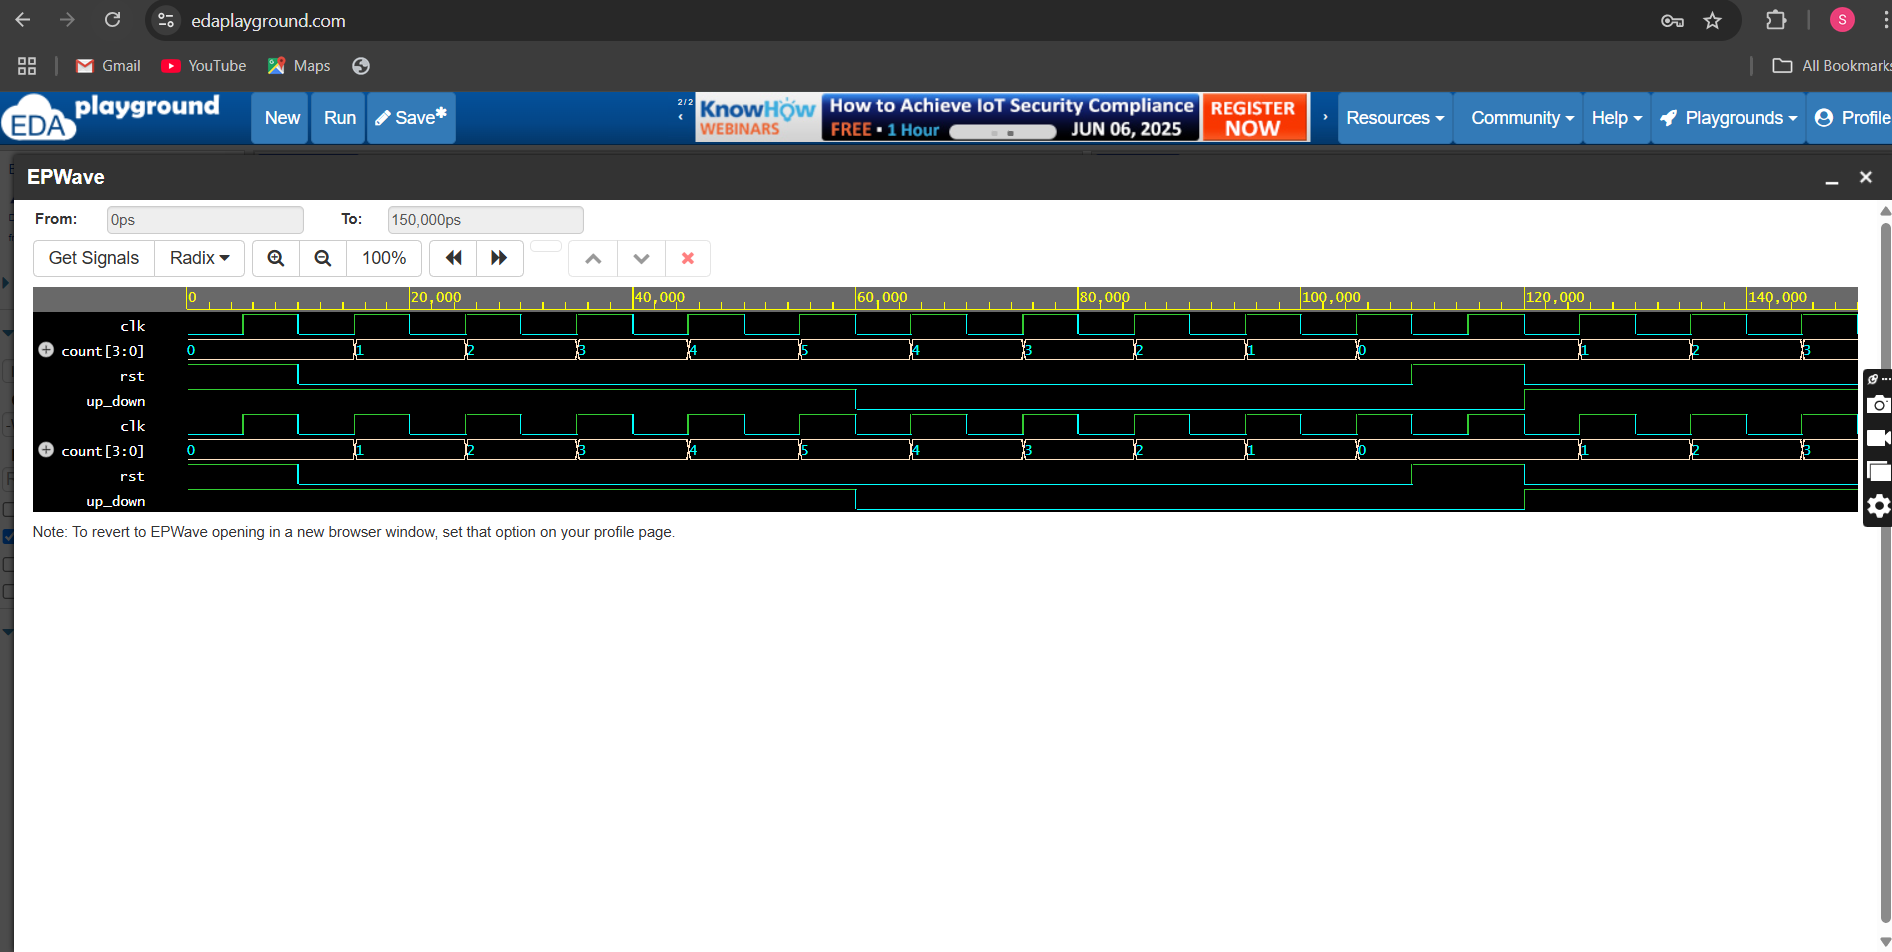 edaplayground.com
Gmail YouTube Maps All Bookmarks
EDA playground New Run Save* 2/2 KnowHow WEBINARS How to Achieve IoT Security Compliance FREE • 1 Hour JUN 06, 2025 REGISTER NOW Resources Community Help Playgrounds Profile
S
EPWave
From: 0ps To: 150,000ps
Get Signals Radix 100%
0 20,000 40,000 60,000 80,000 100,000 120,000 140,000
clk
count[3:0] 0 1 2 3 4 5 4 3 2 1 0 1 2 3
rst
up_down
clk
count[3:0] 0 1 2 3 4 5 4 3 2 1 0 1 2 3
rst
up_down
Note: To revert to EPWave opening in a new browser window, set that option on your profile page.